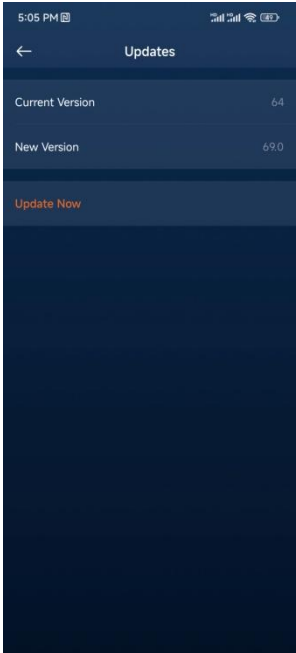 5:05 PM
Updates
Current Version 64
New Version 69.0
Update Now